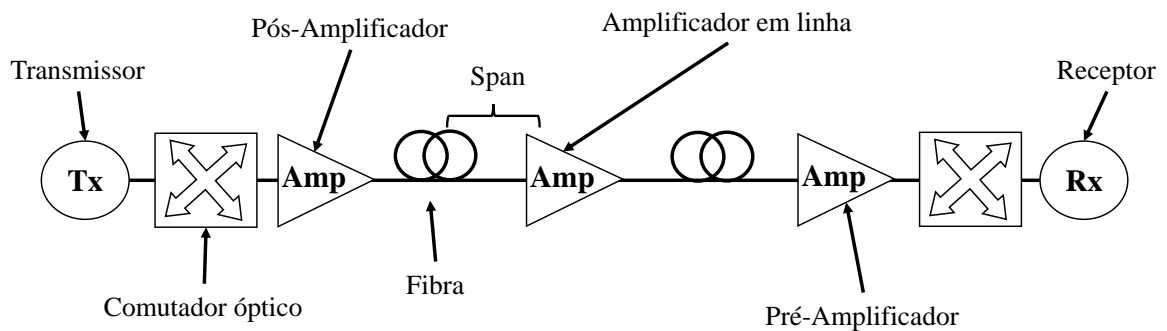 Pós-Amplificador
Amplificador em linha
Transmissor
Span
Receptor
Tx
Amp
Amp
Amp
Rx
Fibra
Comutador óptico
Pré-Amplificador